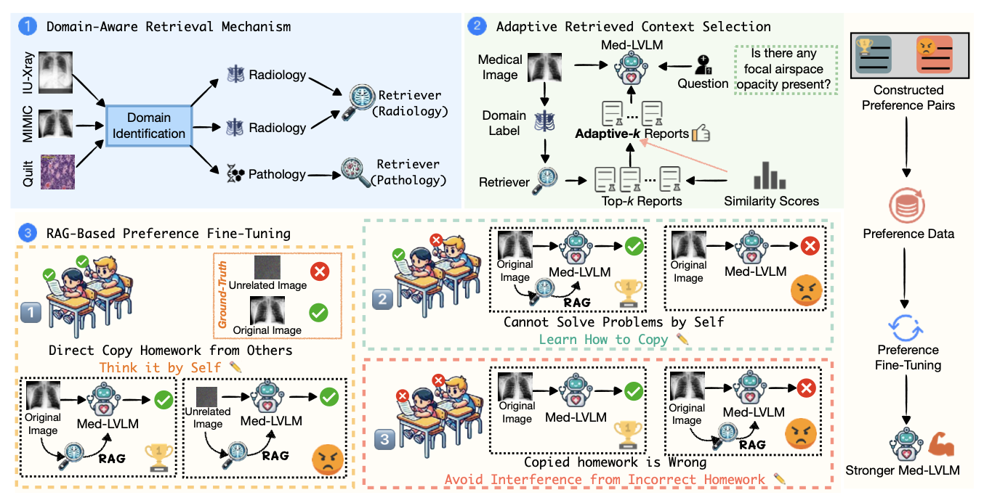 1 Domain-Aware Retrieval Mechanism
IU-Xray
MIMIC
Quilt
Domain
Identification
Radiology
Radiology
Pathology
Retriever
(Radiology)
Retriever
(Pathology)
2 Adaptive Retrieved Context Selection
Medical
Image
Med-LVLM
Question
Is there any
focal airspace
opacity present?
Domain
Label
...
Adaptive-k Reports
Retriever
...
Top-k Reports
Similarity Scores
3 RAG-Based Preference Fine-Tuning
1
Ground-Truth
Unrelated Image
Original Image
Direct Copy Homework from Others
Think it by Self
Original
Image
Med-LVLM
RAG
1
Unrelated
Image
Med-LVLM
RAG
2
Original
Image
Med-LVLM
RAG
1
Original
Image
Med-LVLM
Cannot Solve Problems by Self
Learn How to Copy
3
Original
Image
Med-LVLM
1
Original
Image
Med-LVLM
RAG
Copied homework is Wrong
Avoid Interference from Incorrect Homework
Constructed
Preference Pairs
Preference Data
Preference
Fine-Tuning
Stronger Med-LVLM